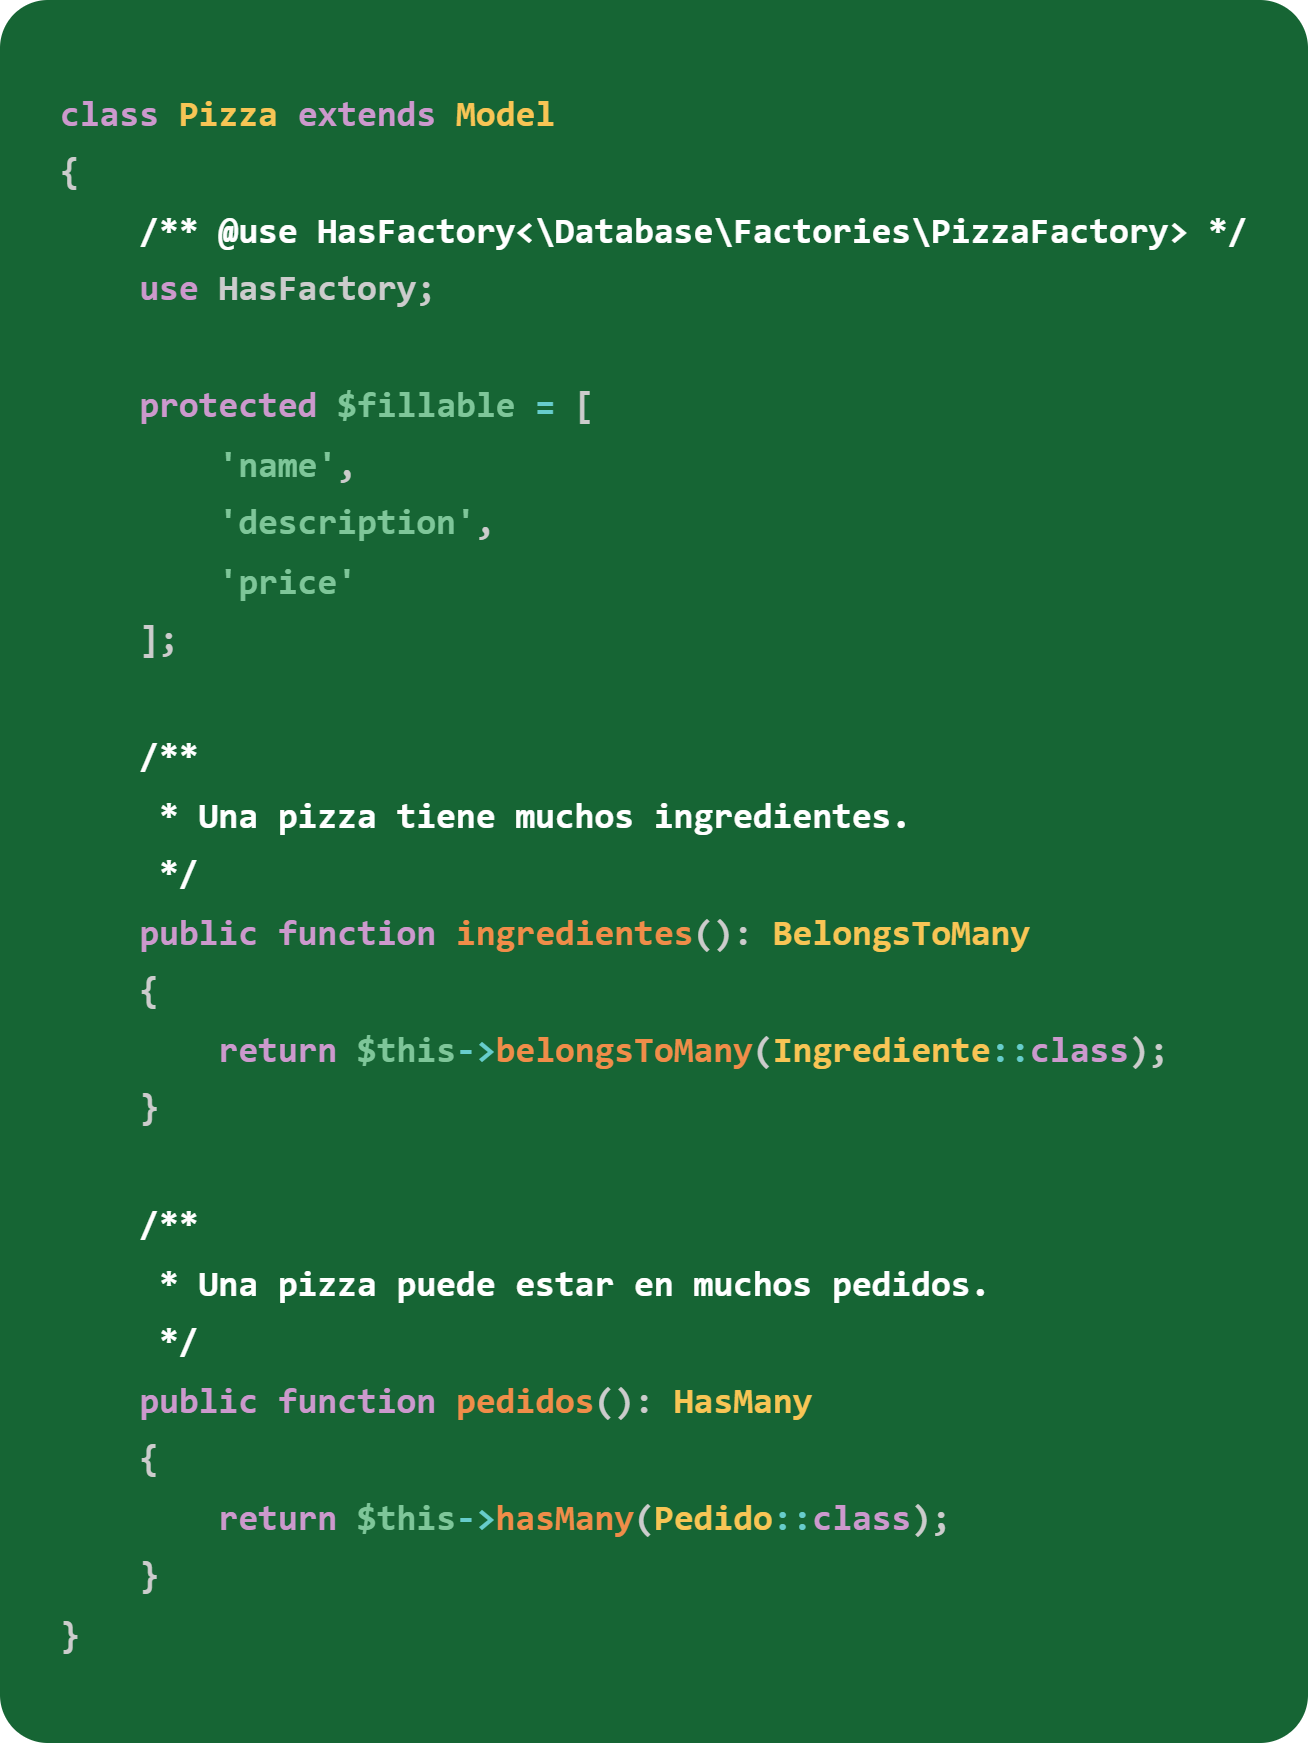 class Pizza extends Model
{
    /** @use HasFactory<\Database\Factories\PizzaFactory> */
    use HasFactory;

    protected $fillable = [
        'name',
        'description',
        'price'
    ];

    /**
     * Una pizza tiene muchos ingredientes.
     */
    public function ingredientes(): BelongsToMany
    {
        return $this->belongsToMany(Ingrediente::class);
    }

    /**
     * Una pizza puede estar en muchos pedidos.
     */
    public function pedidos(): HasMany
    {
        return $this->hasMany(Pedido::class);
    }
}